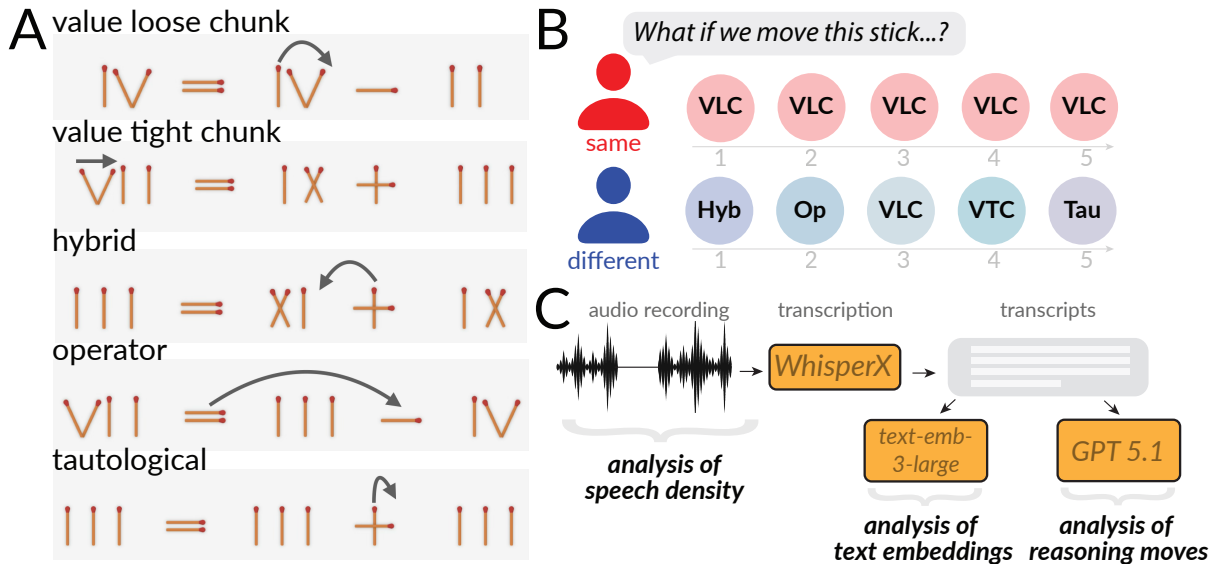 A
value loose chunk
value tight chunk
hybrid
operator
tautological
B
What if we move this stick...?
VLC VLC VLC VLC VLC
same
1 2 3 4 5
Hyb Op VLC VTC Tau
different
1 2 3 4 5
C
audio recording
transcription
transcripts
WhisperX
text-emb-
3-large
GPT 5.1
analysis of
speech density
analysis of
text embeddings
analysis of
reasoning moves